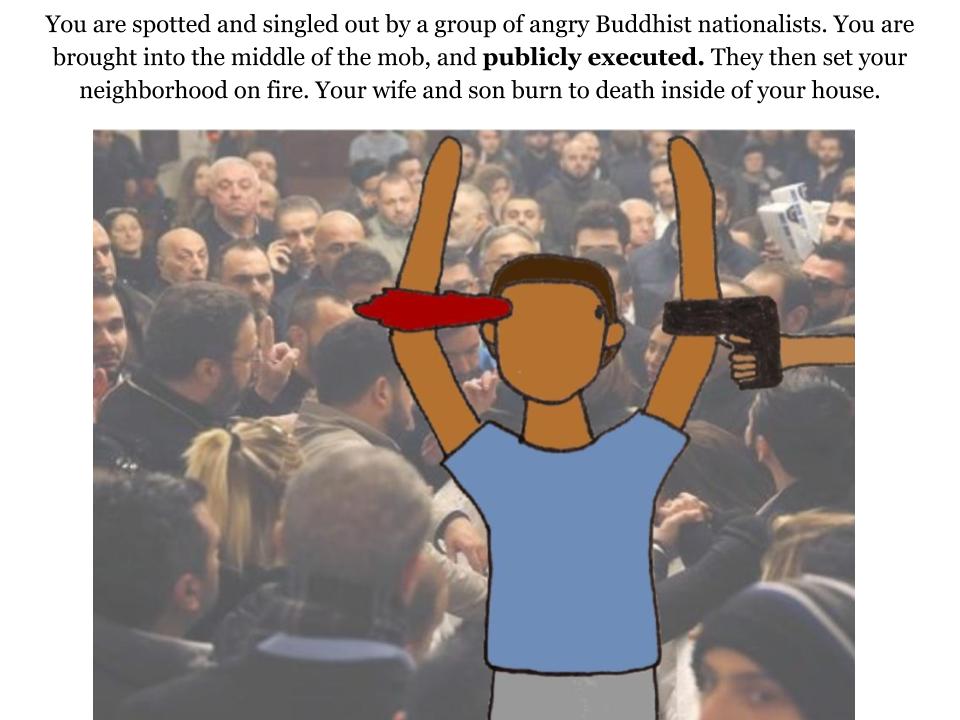 You are spotted and singled out by a group of angry Buddhist nationalists. You are
brought into the middle of the mob, and publicly executed. They then set your
neighborhood on fire. Your wife and son burn to death inside of your house.